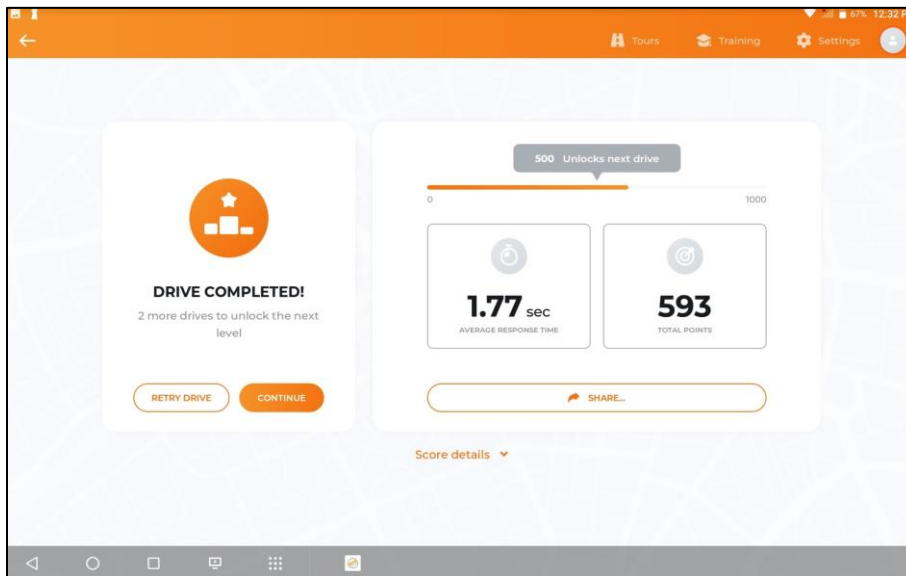 67% 12:32 P
Tours
Training
Settings
DRIVE COMPLETED!
2 more drives to unlock the next
level
RETRY DRIVE
CONTINUE
500 Unlocks next drive
0
1000
1.77 sec
AVERAGE RESPONSE TIME
593
TOTAL POINTS
SHARE...
Score details